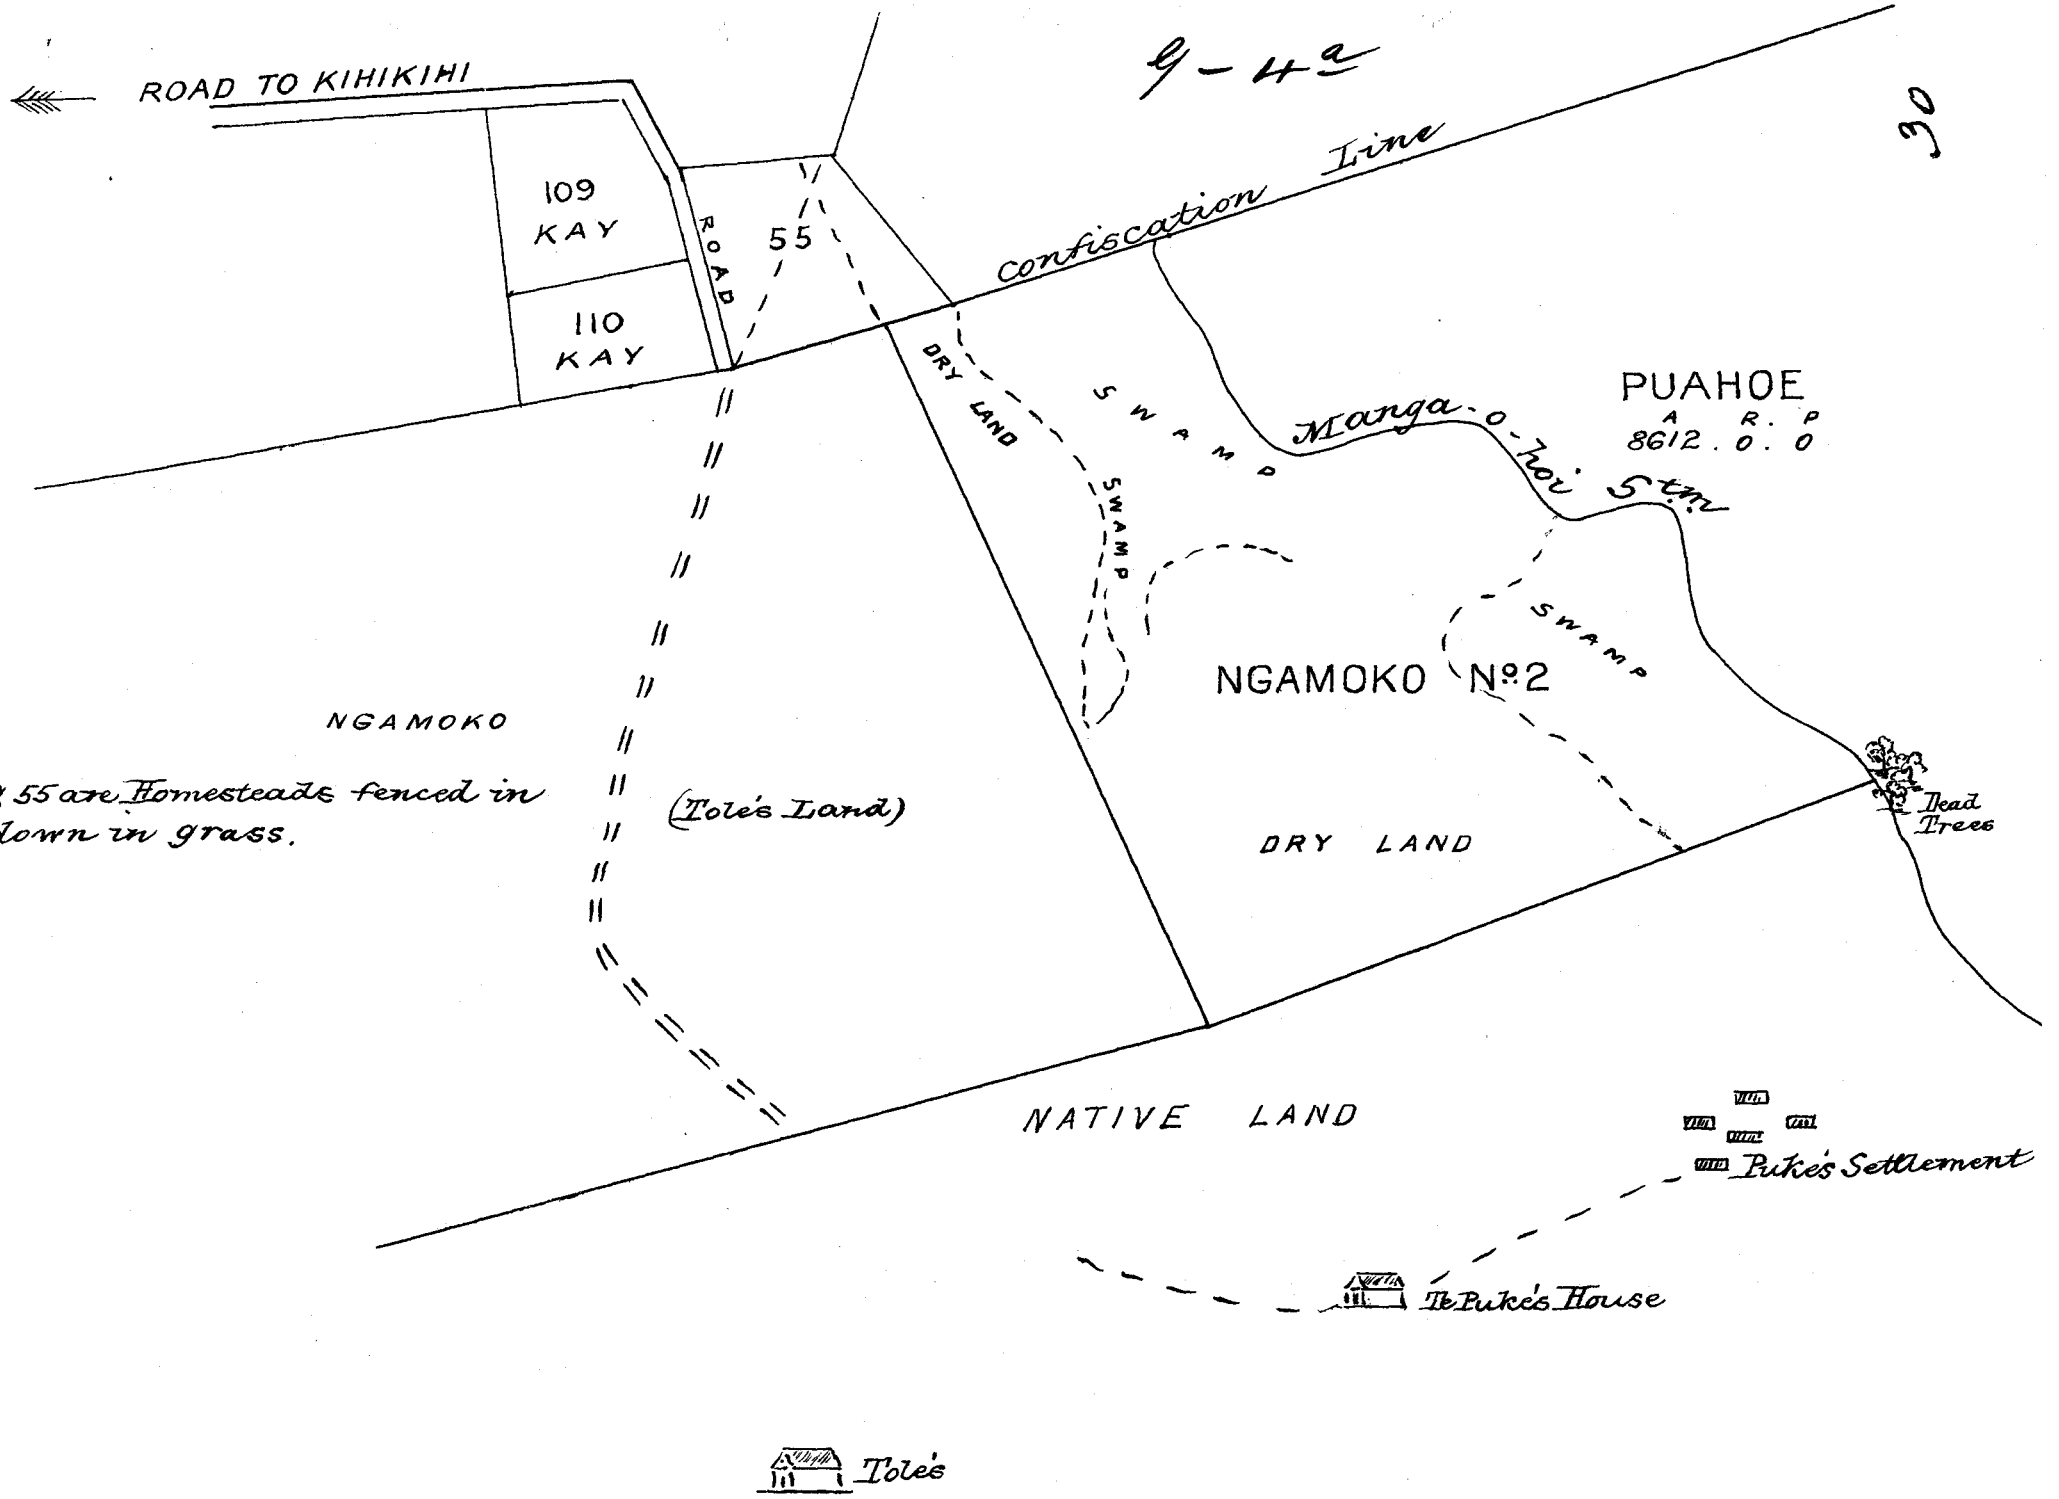 G-4a
30
ROAD TO KIHIKIHI
109
KAY
ROAD
55
110
KAY
Confiscation Line
DRY LAND
SWAMP
SWAMP
Manga-o-hoi Stm
PUAHOE
A R. P
8612. 0. 0
SWAMP
NGAMOKO No. 2
NGAMOKO
55 are Homesteads fenced in
down in grass.
(Tole's Land)
DRY LAND
Dead
Trees
NATIVE LAND
Puke's Settlement
Te Puke's House
Tole's